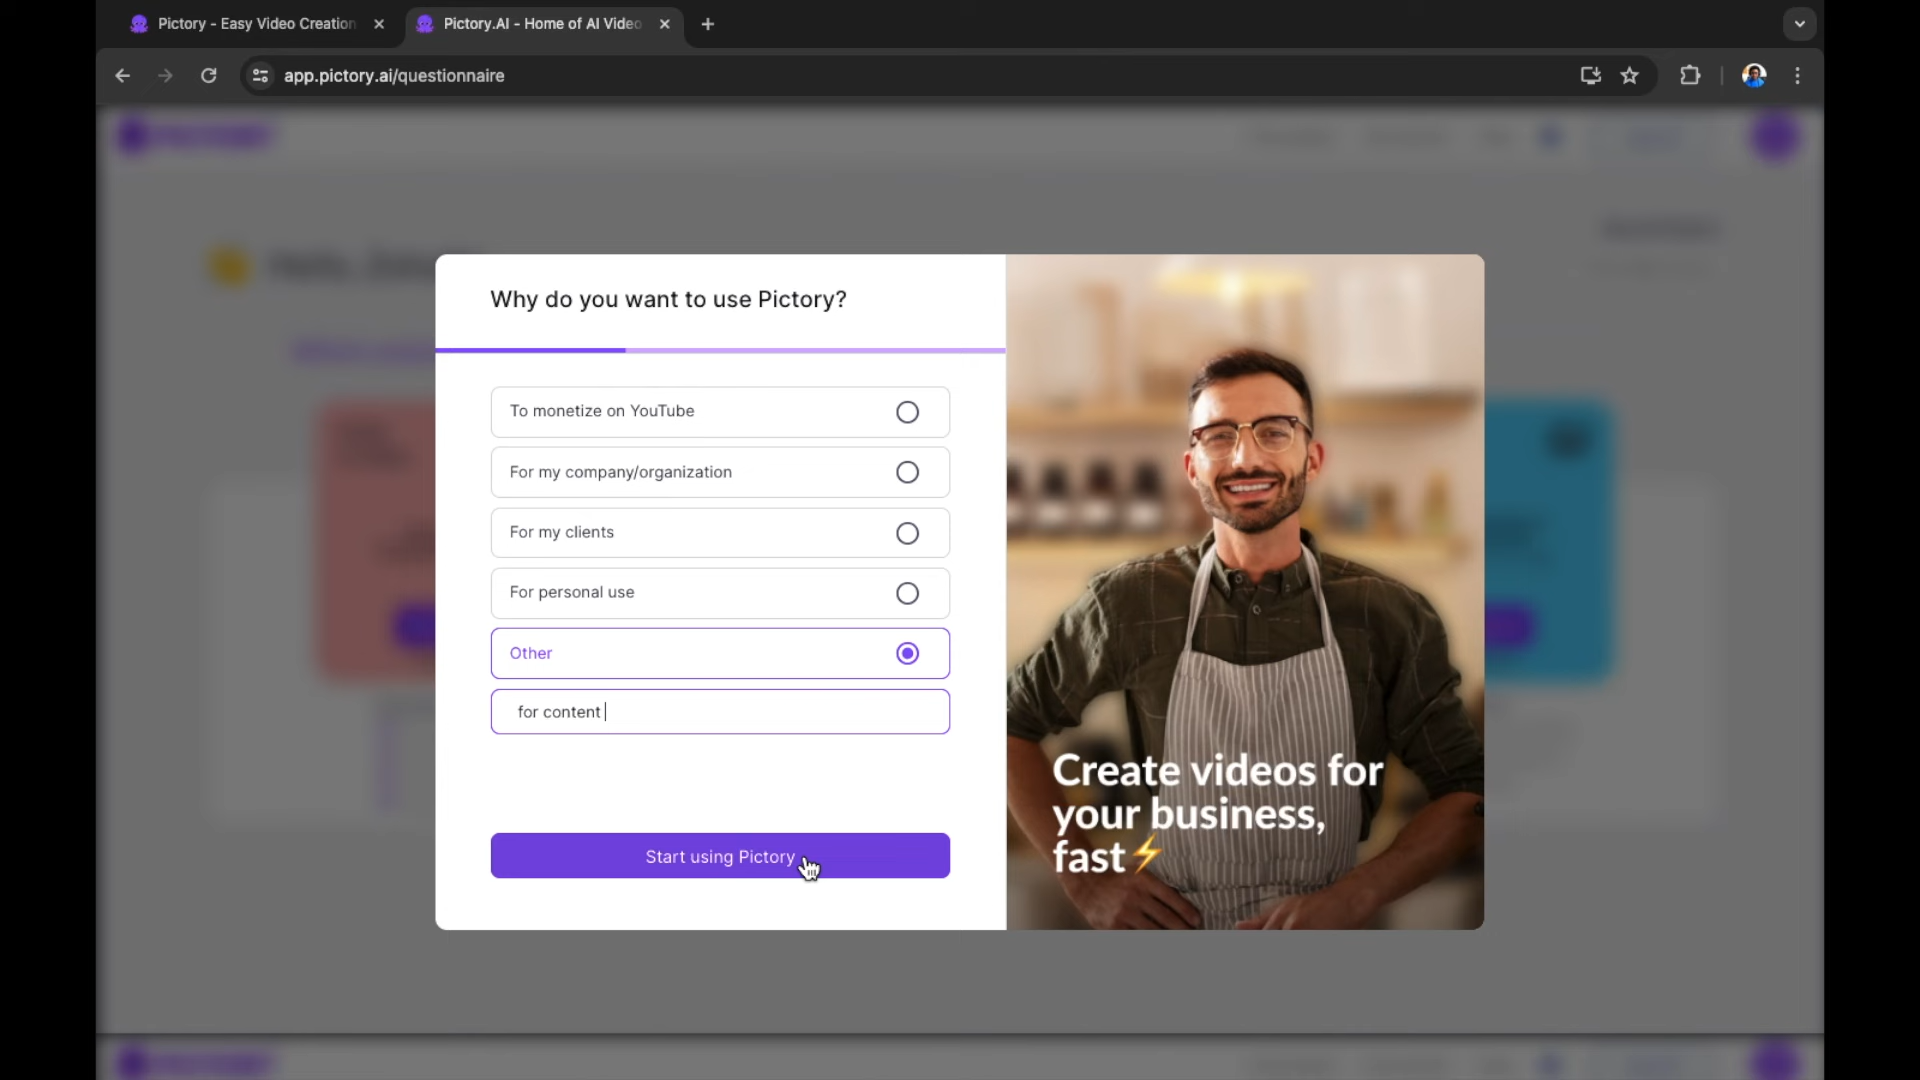 Pictory - Easy Video Creation
Pictory.AI - Home of AI Video
app.pictory.ai/questionnaire
Why do you want to use Pictory?
To monetize on YouTube
For my company/organization
For my clients
For personal use
Other
for content
Start using Pictory
Create videos for
your business,
fast⚡